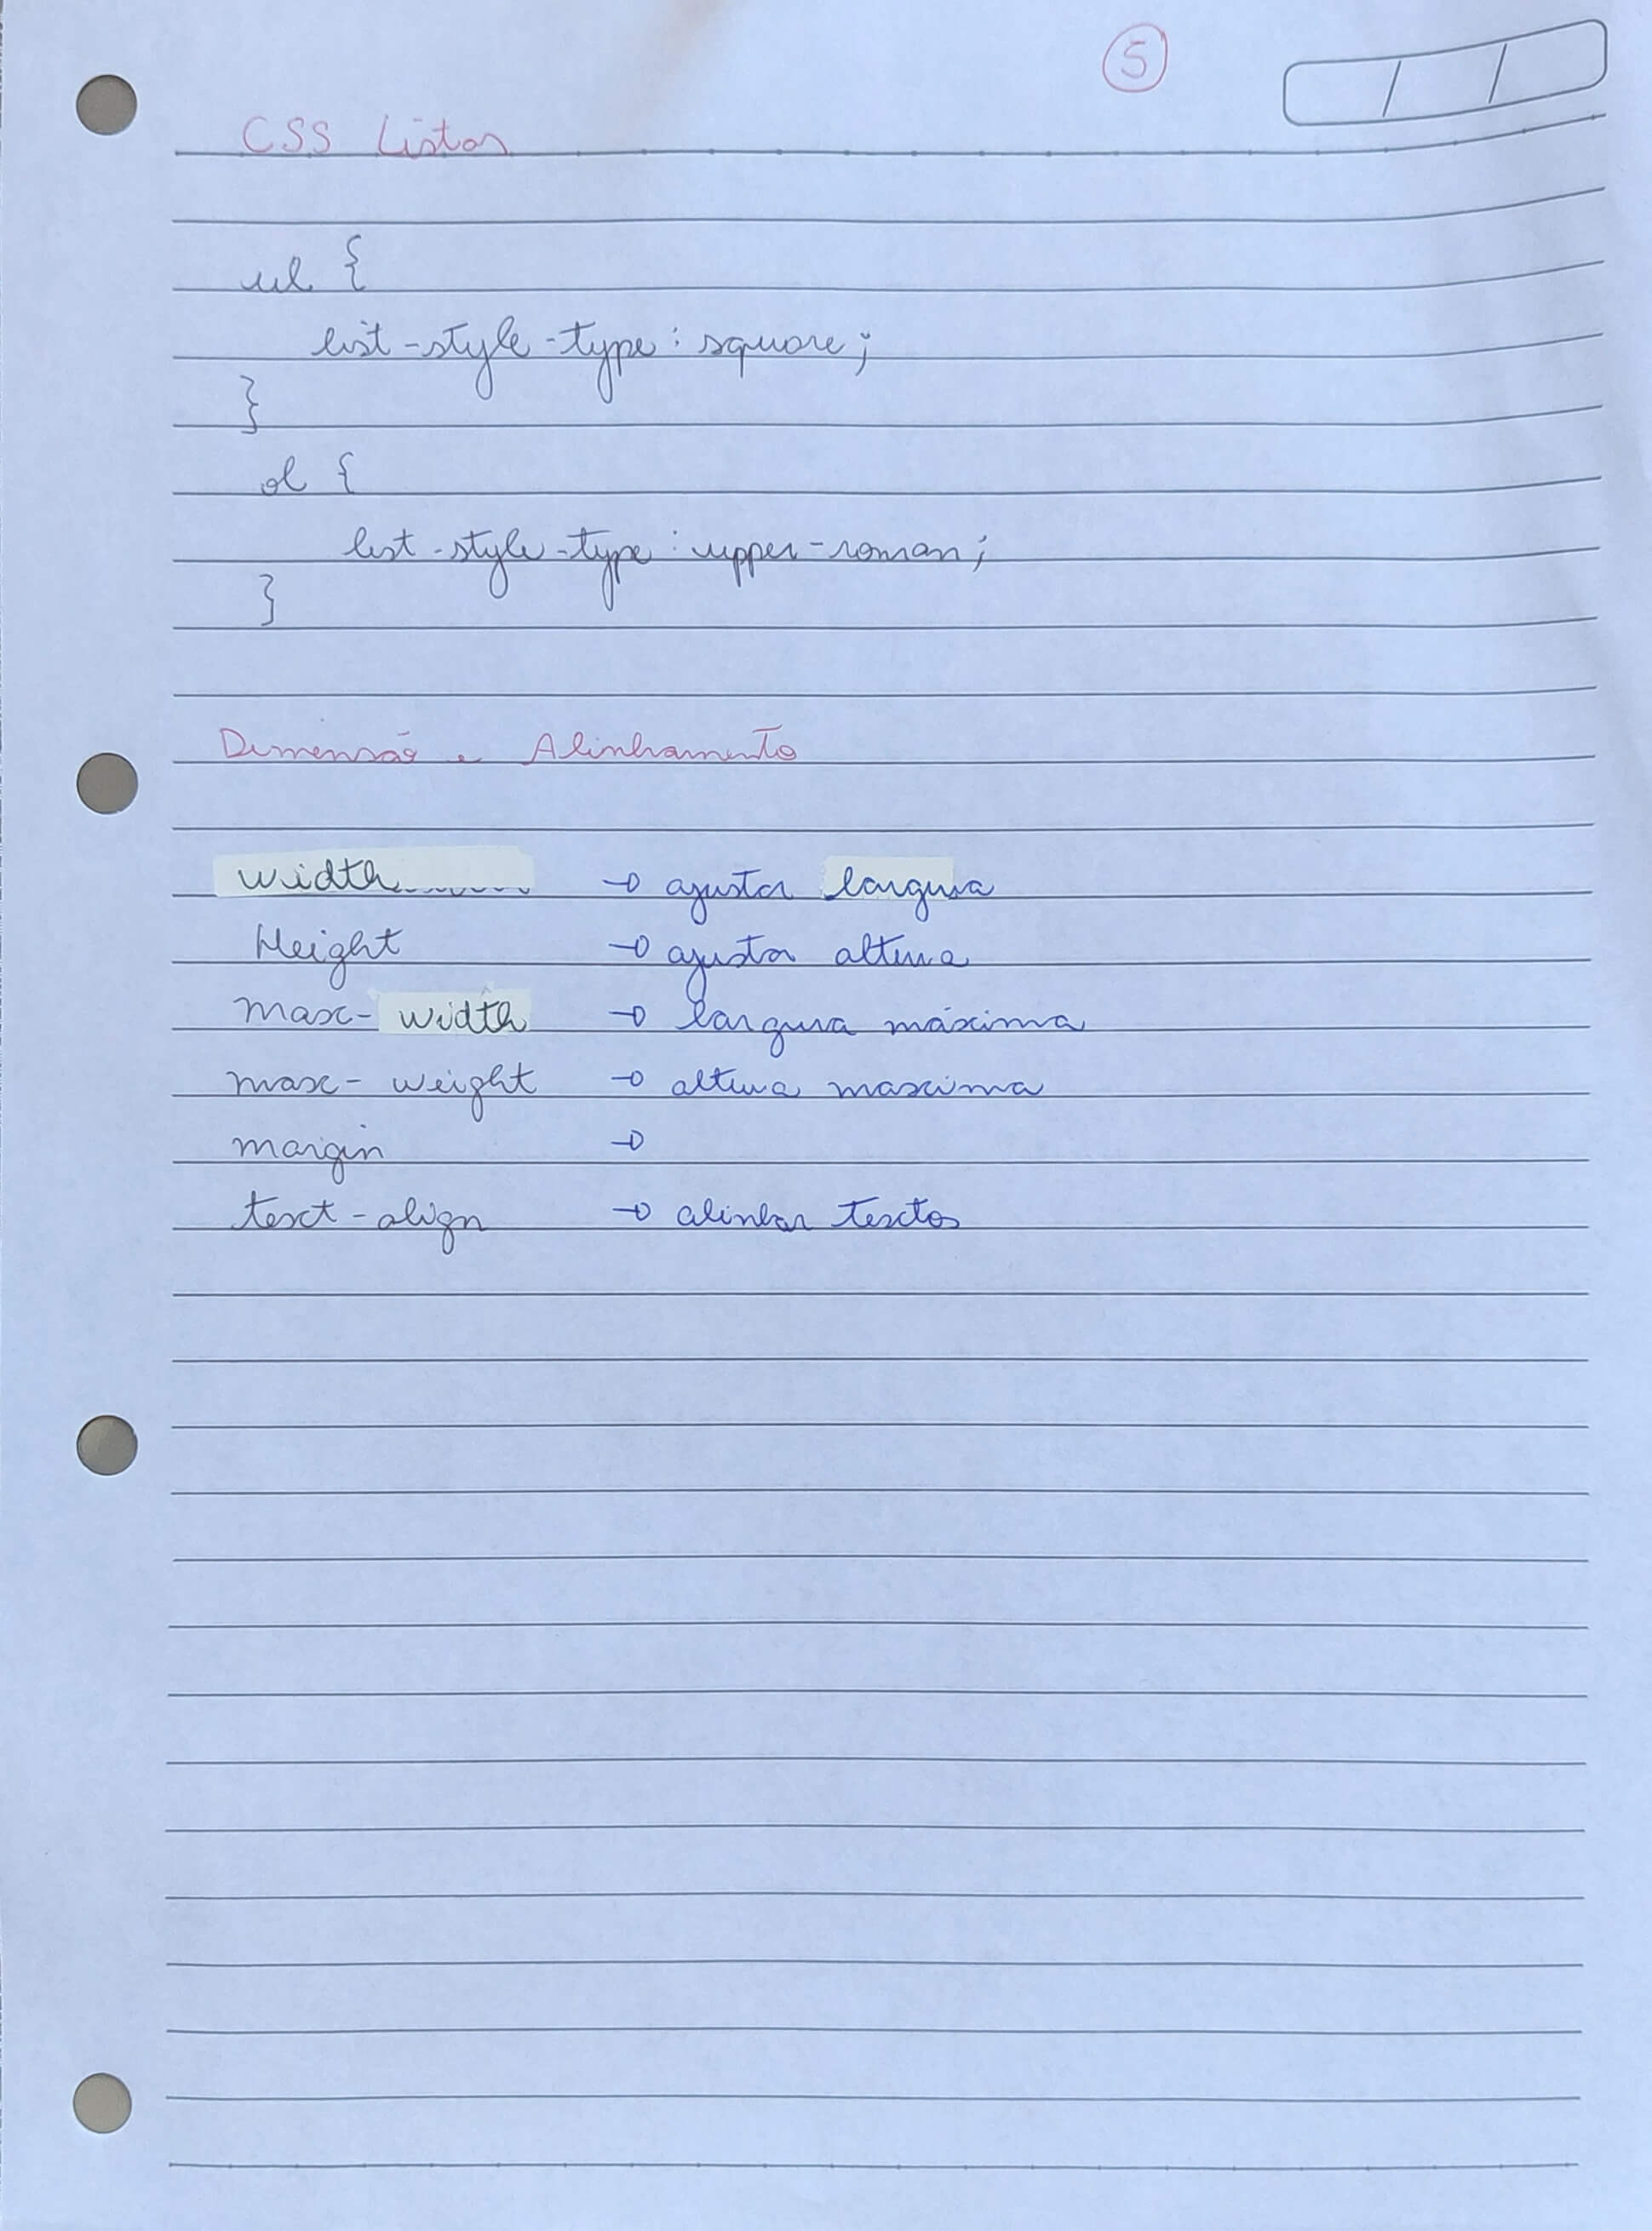 5
CSS Listas
ul {
list-style-type: square;
}
ol {
list-style-type: upper-roman;
}
Dimensão e Alinhamento
width → ajustar largura
Height → ajustar altura
max-width → largura máxima
max-weight → altura maxima
margin →
text-align → alinhar textos